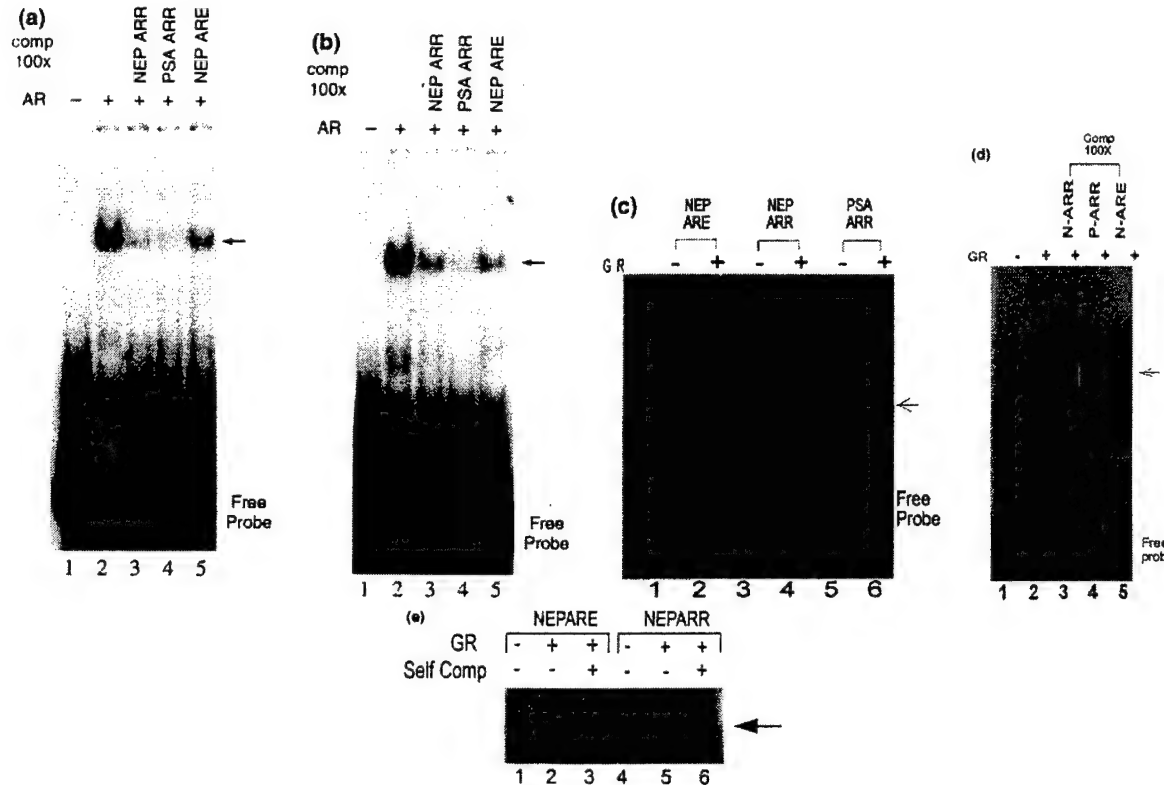 (a)
comp
100x
NEP ARR
PSA ARR
NEP ARE
AR - + + + +
Free
Probe
1 2 3 4 5
(b)
comp
100x
NEP ARR
PSA ARR
NEP ARE
AR - + + + +
Free
Probe
1 2 3 4 5
(c)
NEP
ARE
NEP
ARR
PSA
ARR
GR - + - + - +
Free
Probe
1 2 3 4 5 6
(d)
Comp
100X
N-ARR
P-ARR
N-ARE
GR - + + + +
Free
probe
1 2 3 4 5
(e)
NEPARE NEPARR
GR - + + - + +
Self Comp - - + - - +
1 2 3 4 5 6